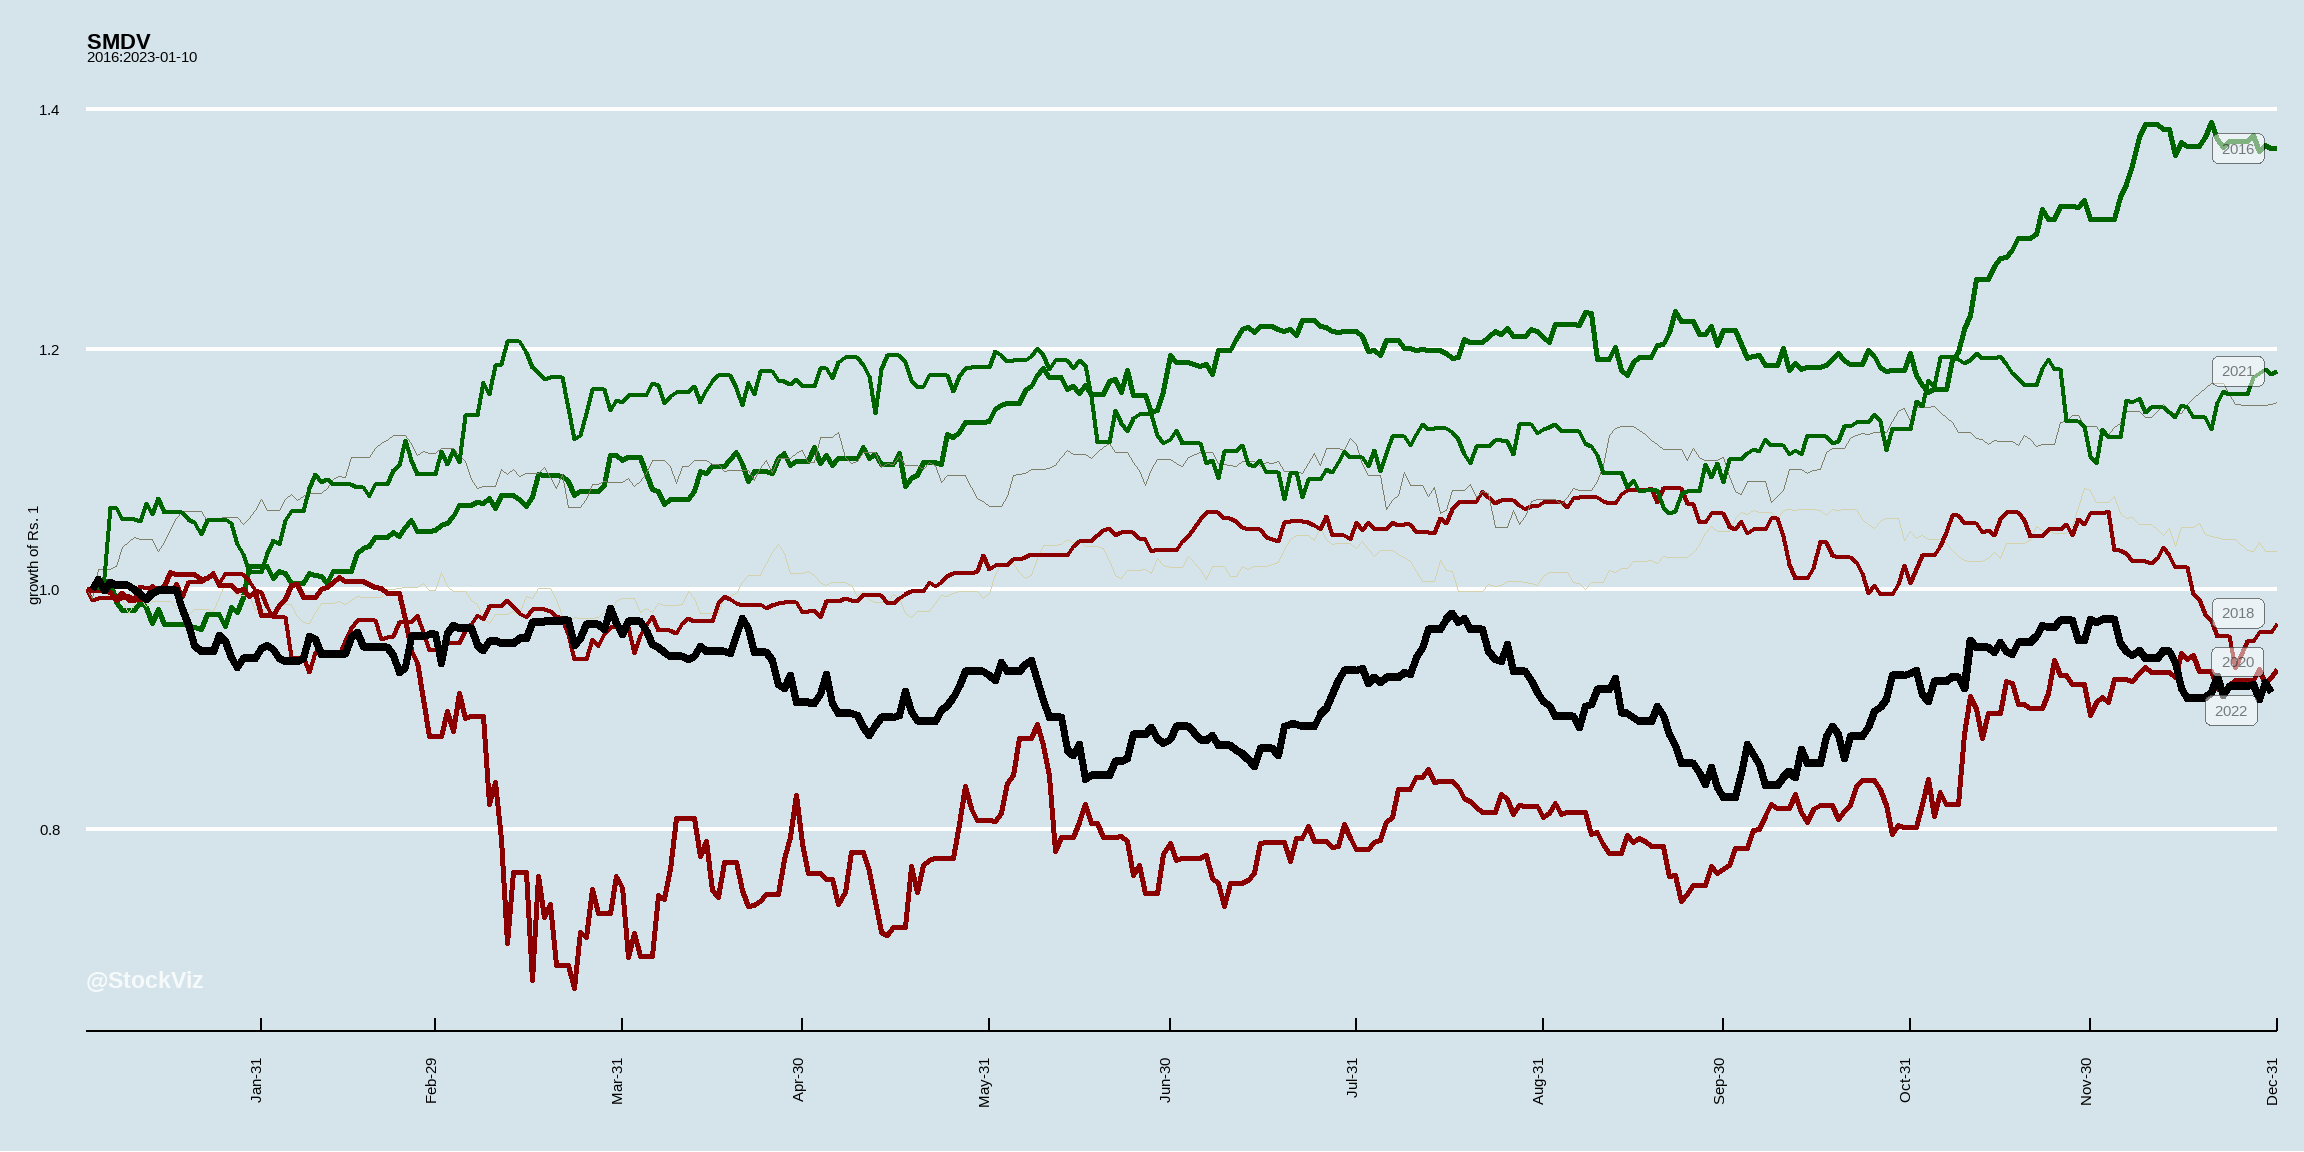 SMDV
2016:2023-01-10
1.4
1.2
1.0
0.8
growth of Rs. 1
2016
2021
2018
2020
2022
@StockViz
Jan-31
Feb-29
Mar-31
Apr-30
May-31
Jun-30
Jul-31
Aug-31
Sep-30
Oct-31
Nov-30
Dec-31